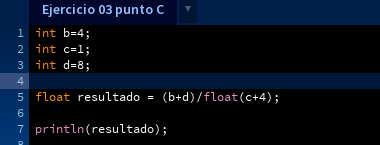 Ejercicio 03 punto C ▼
1 int b=4;
2 int c=1;
3 int d=8;
4
5 float resultado = (b+d)/float(c+4);
6
7 println(resultado);
8